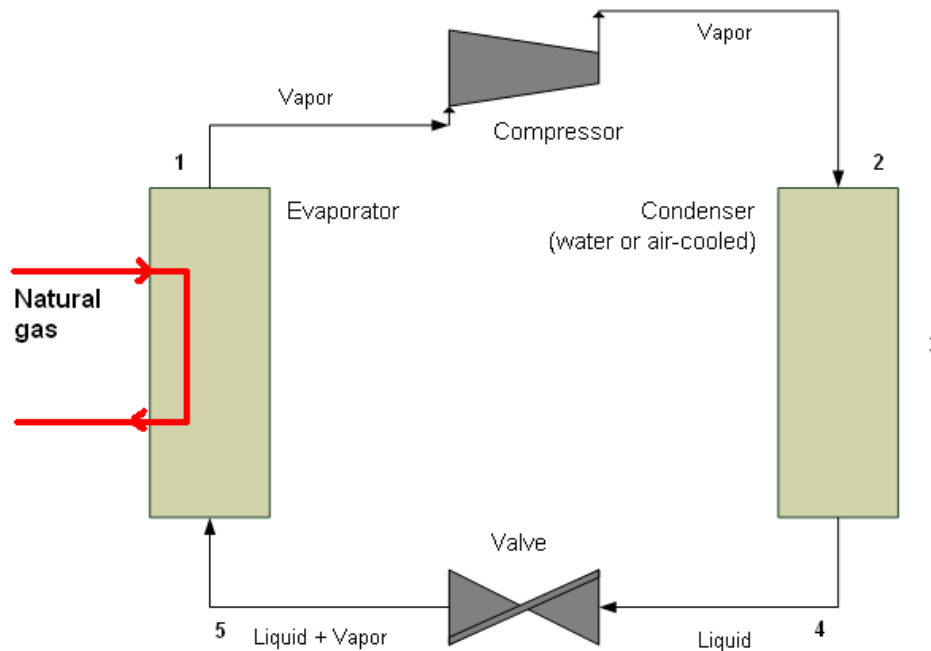 Vapor
Vapor
Compressor
1
2
Evaporator
Condenser
(water or air-cooled)
Natural
gas
Valve
5
Liquid + Vapor
Liquid
4